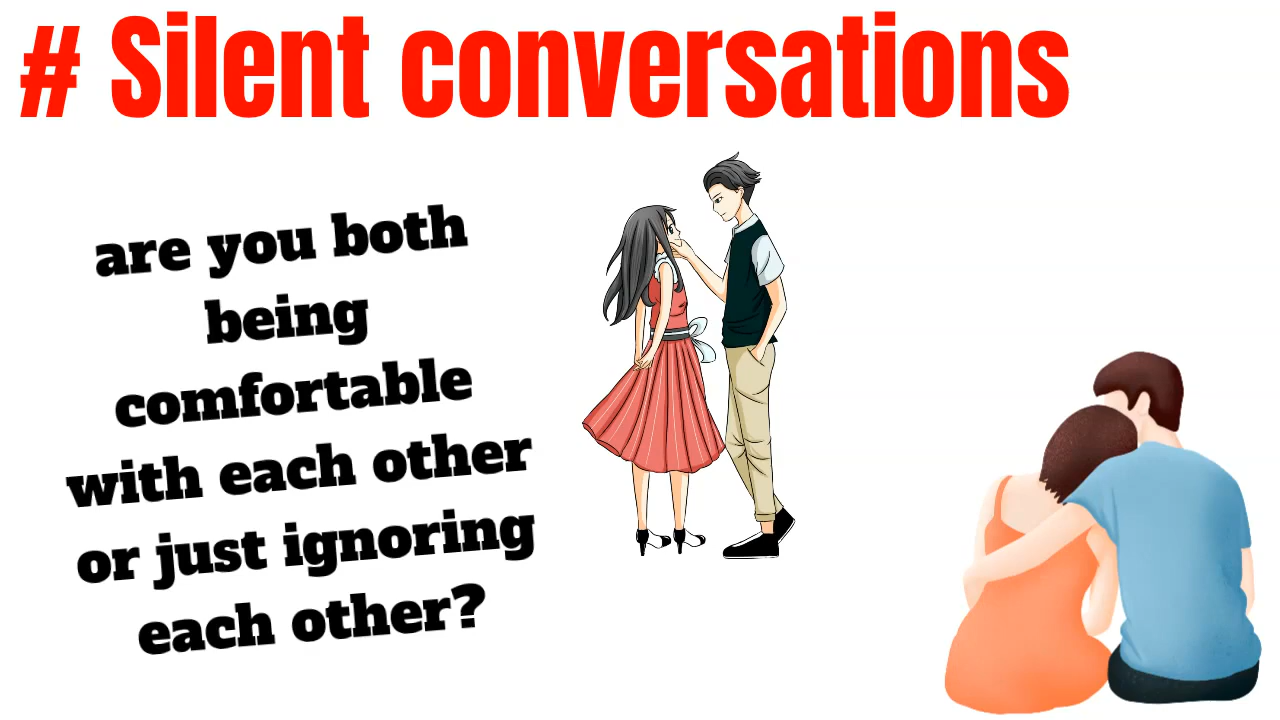 # Silent conversations
are you both
being
comfortable
with each other
or just ignoring
each other?